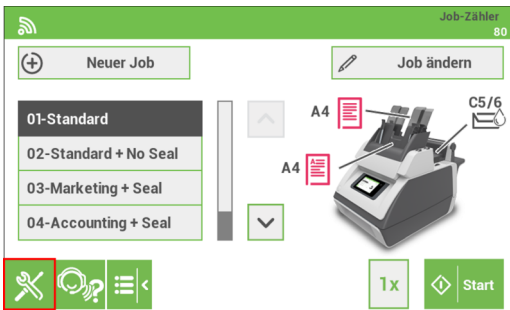 Job-Zähler
80
Neuer Job
Job ändern
01-Standard
02-Standard + No Seal
03-Marketing + Seal
04-Accounting + Seal
A4
C5/6
A4
1x
Start